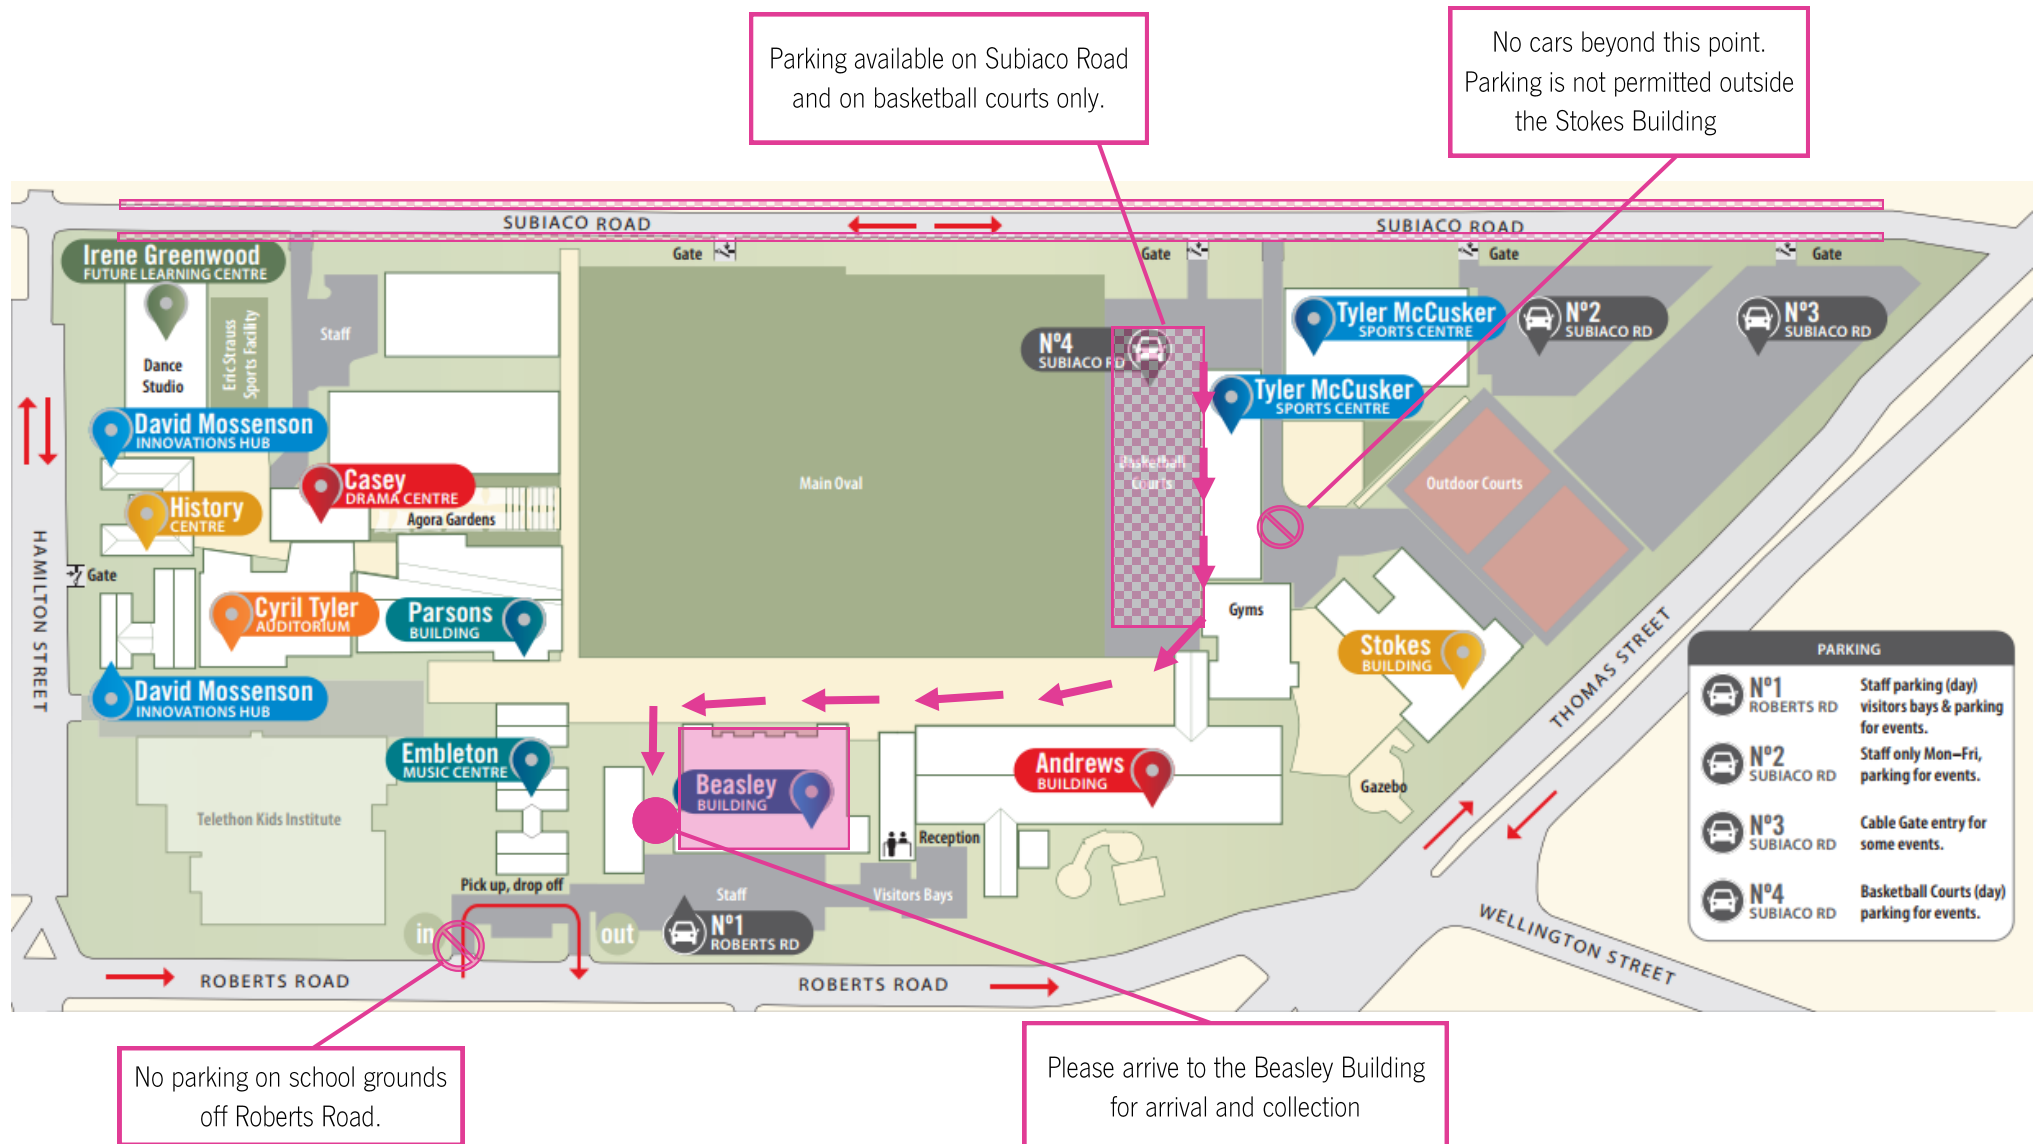 Parking available on Subiaco Road
and on basketball courts only.
No cars beyond this point.
Parking is not permitted outside
the Stokes Building
SUBIACO ROAD
SUBIACO ROAD
Irene Greenwood
FUTURE LEARNING CENTRE
Gate
Gate
Gate
Gate
Dance
Studio
Eric Strauss
Sports Facility
Staff
Nº4
SUBIACO RD
Tyler McCusker
SPORTS CENTRE
Nº2
SUBIACO RD
Nº3
SUBIACO RD
Tyler McCusker
SPORTS CENTRE
David Mossenson
INNOVATIONS HUB
Casey
DRAMA CENTRE
Agora Gardens
History
CENTRE
Main Oval
Basketball
Courts
Outdoor Courts
HAMILTON STREET
Gate
Cyril Tyler
AUDITORIUM
Parsons
BUILDING
Gyms
Stokes
BUILDING
THOMAS STREET
David Mossenson
INNOVATIONS HUB
Embleton
MUSIC CENTRE
Beasley
BUILDING
Andrews
BUILDING
Gazebo
Telethon Kids Institute
Reception
Pick up, drop off
Staff
Visitors Bays
in
out
Nº1
ROBERTS RD
ROBERTS ROAD
ROBERTS ROAD
WELLINGTON STREET
PARKING
Nº1
ROBERTS RD
Staff parking (day)
visitors bays & parking
for events.
Nº2
SUBIACO RD
Staff only Mon–Fri,
parking for events.
Nº3
SUBIACO RD
Cable Gate entry for
some events.
Nº4
SUBIACO RD
Basketball Courts (day)
parking for events.
No parking on school grounds
off Roberts Road.
Please arrive to the Beasley Building
for arrival and collection